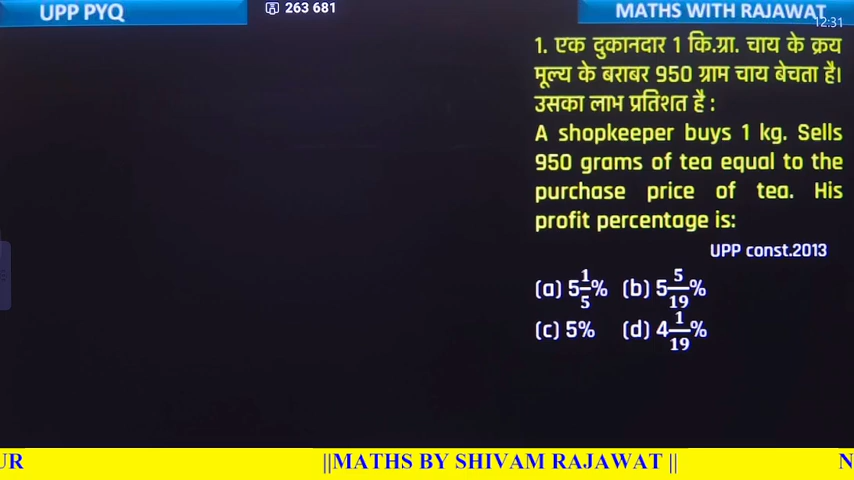 UPP PYQ
263 681
MATHS WITH RAJAWAT
12:31
1. एक दुकानदार 1 कि.ग्रा. चाय के क्रय
मूल्य के बराबर 950 ग्राम चाय बेचता है।
उसका लाभ प्रतिशत है :
A shopkeeper buys 1 kg. Sells
950 grams of tea equal to the
purchase price of tea. His
profit percentage is:
UPP const.2013
(a) 5 1/5% (b) 5 5/19%
(c) 5% (d) 4 1/19%
UR ||MATHS BY SHIVAM RAJAWAT || N